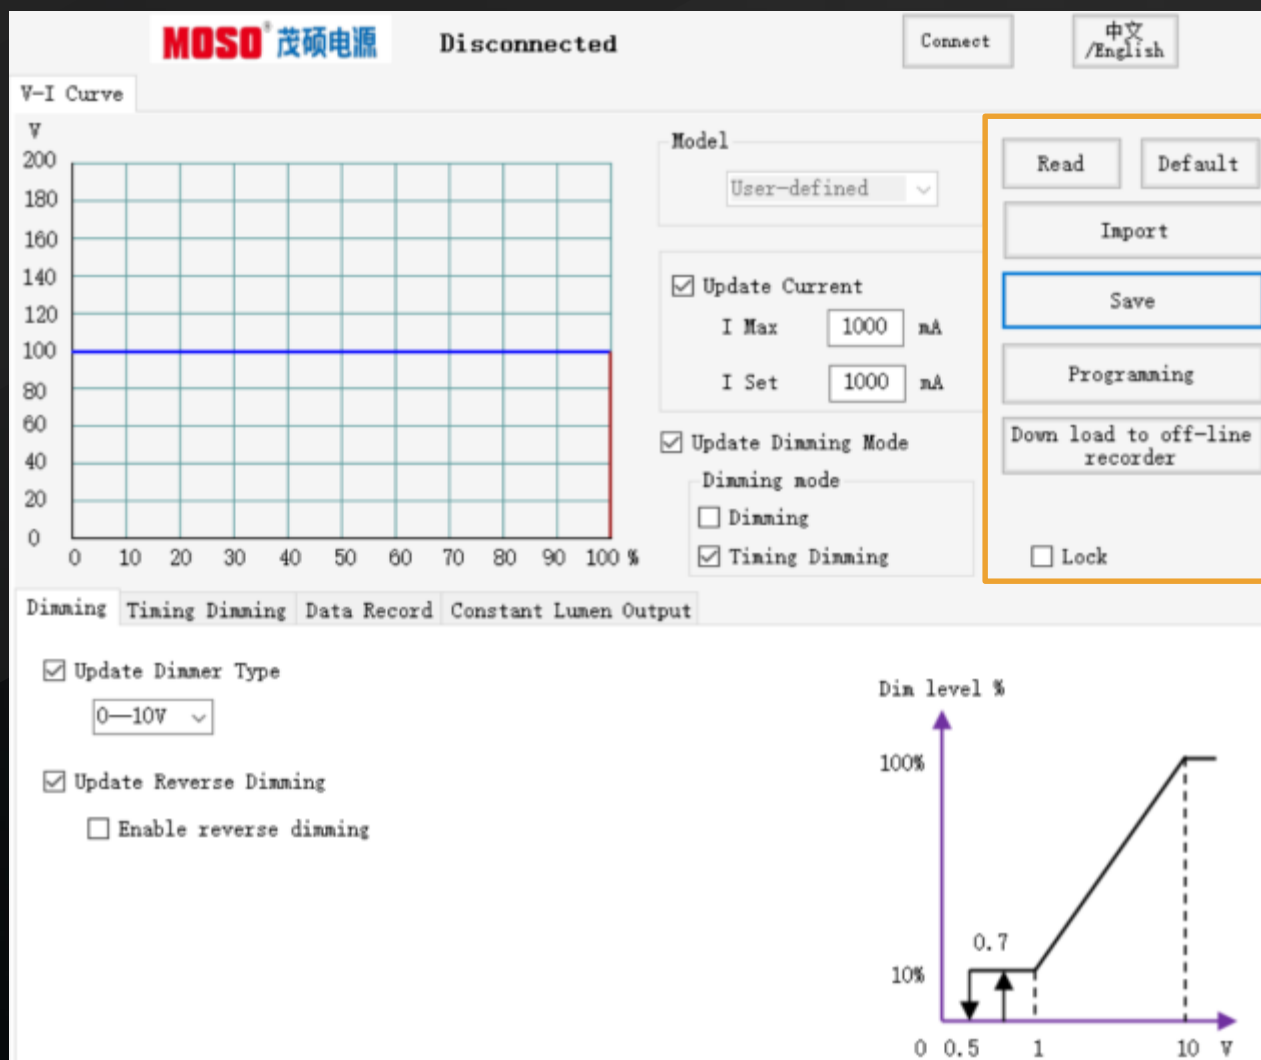 MOSO® 茂硕电源
Disconnected
Connect
中文
/English
V-I Curve
V
200
180
160
140
120
100
80
60
40
20
0
0 10 20 30 40 50 60 70 80 90 100 %
Model
User-defined
Update Current
I Max 1000 mA
I Set 1000 mA
Update Dimming Mode
Dimming mode
Dimming
Timing Dimming
Read Default
Import
Save
Programming
Down load to off-line
recorder
Lock
Dimming Timing Dimming Data Record Constant Lumen Output
Update Dimmer Type
0—10V
Update Reverse Dimming
Enable reverse dimming
Dim level %
100%
0.7
10%
0 0.5 1 10 V